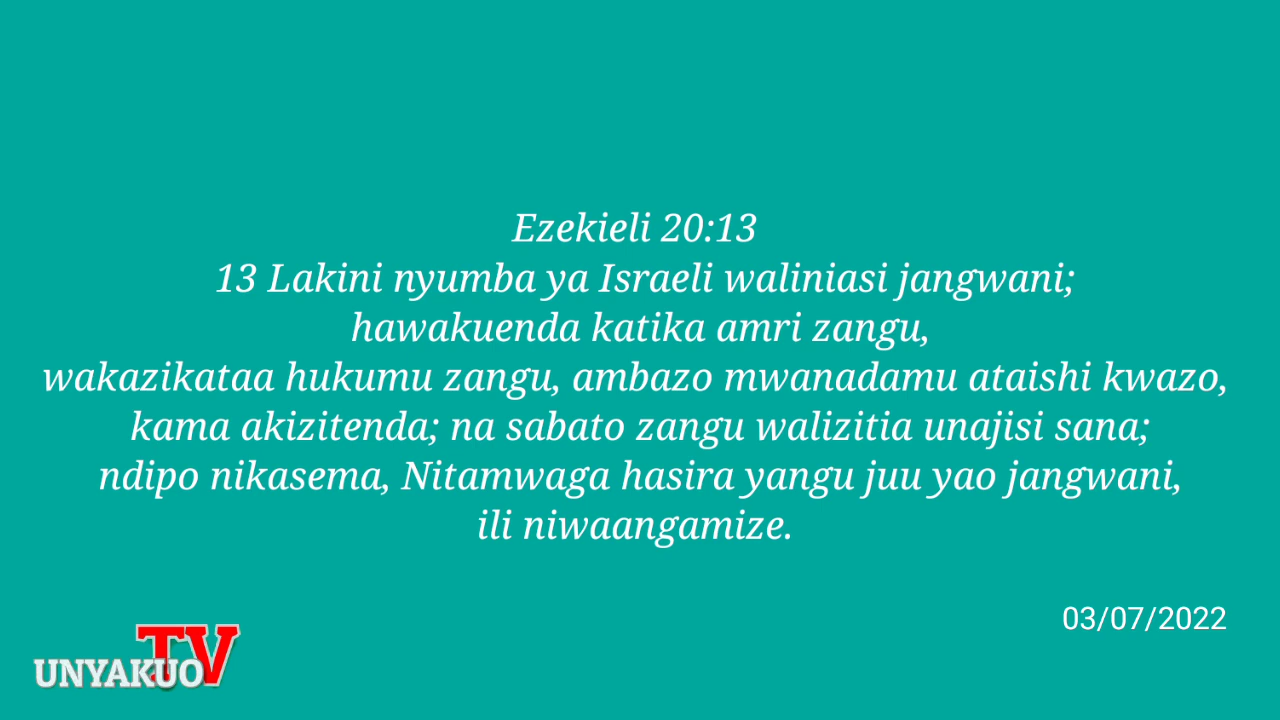 Ezekieli 20:13
13 Lakini nyumba ya Israeli waliniasi jangwani;
hawakuenda katika amri zangu,
wakazikataa hukumu zangu, ambazo mwanadamu ataishi kwazo,
kama akizitenda; na sabato zangu walizitia unajisi sana;
ndipo nikasema, Nitamwaga hasira yangu juu yao jangwani,
ili niwaangamize.
03/07/2022
UNYAKUO TV